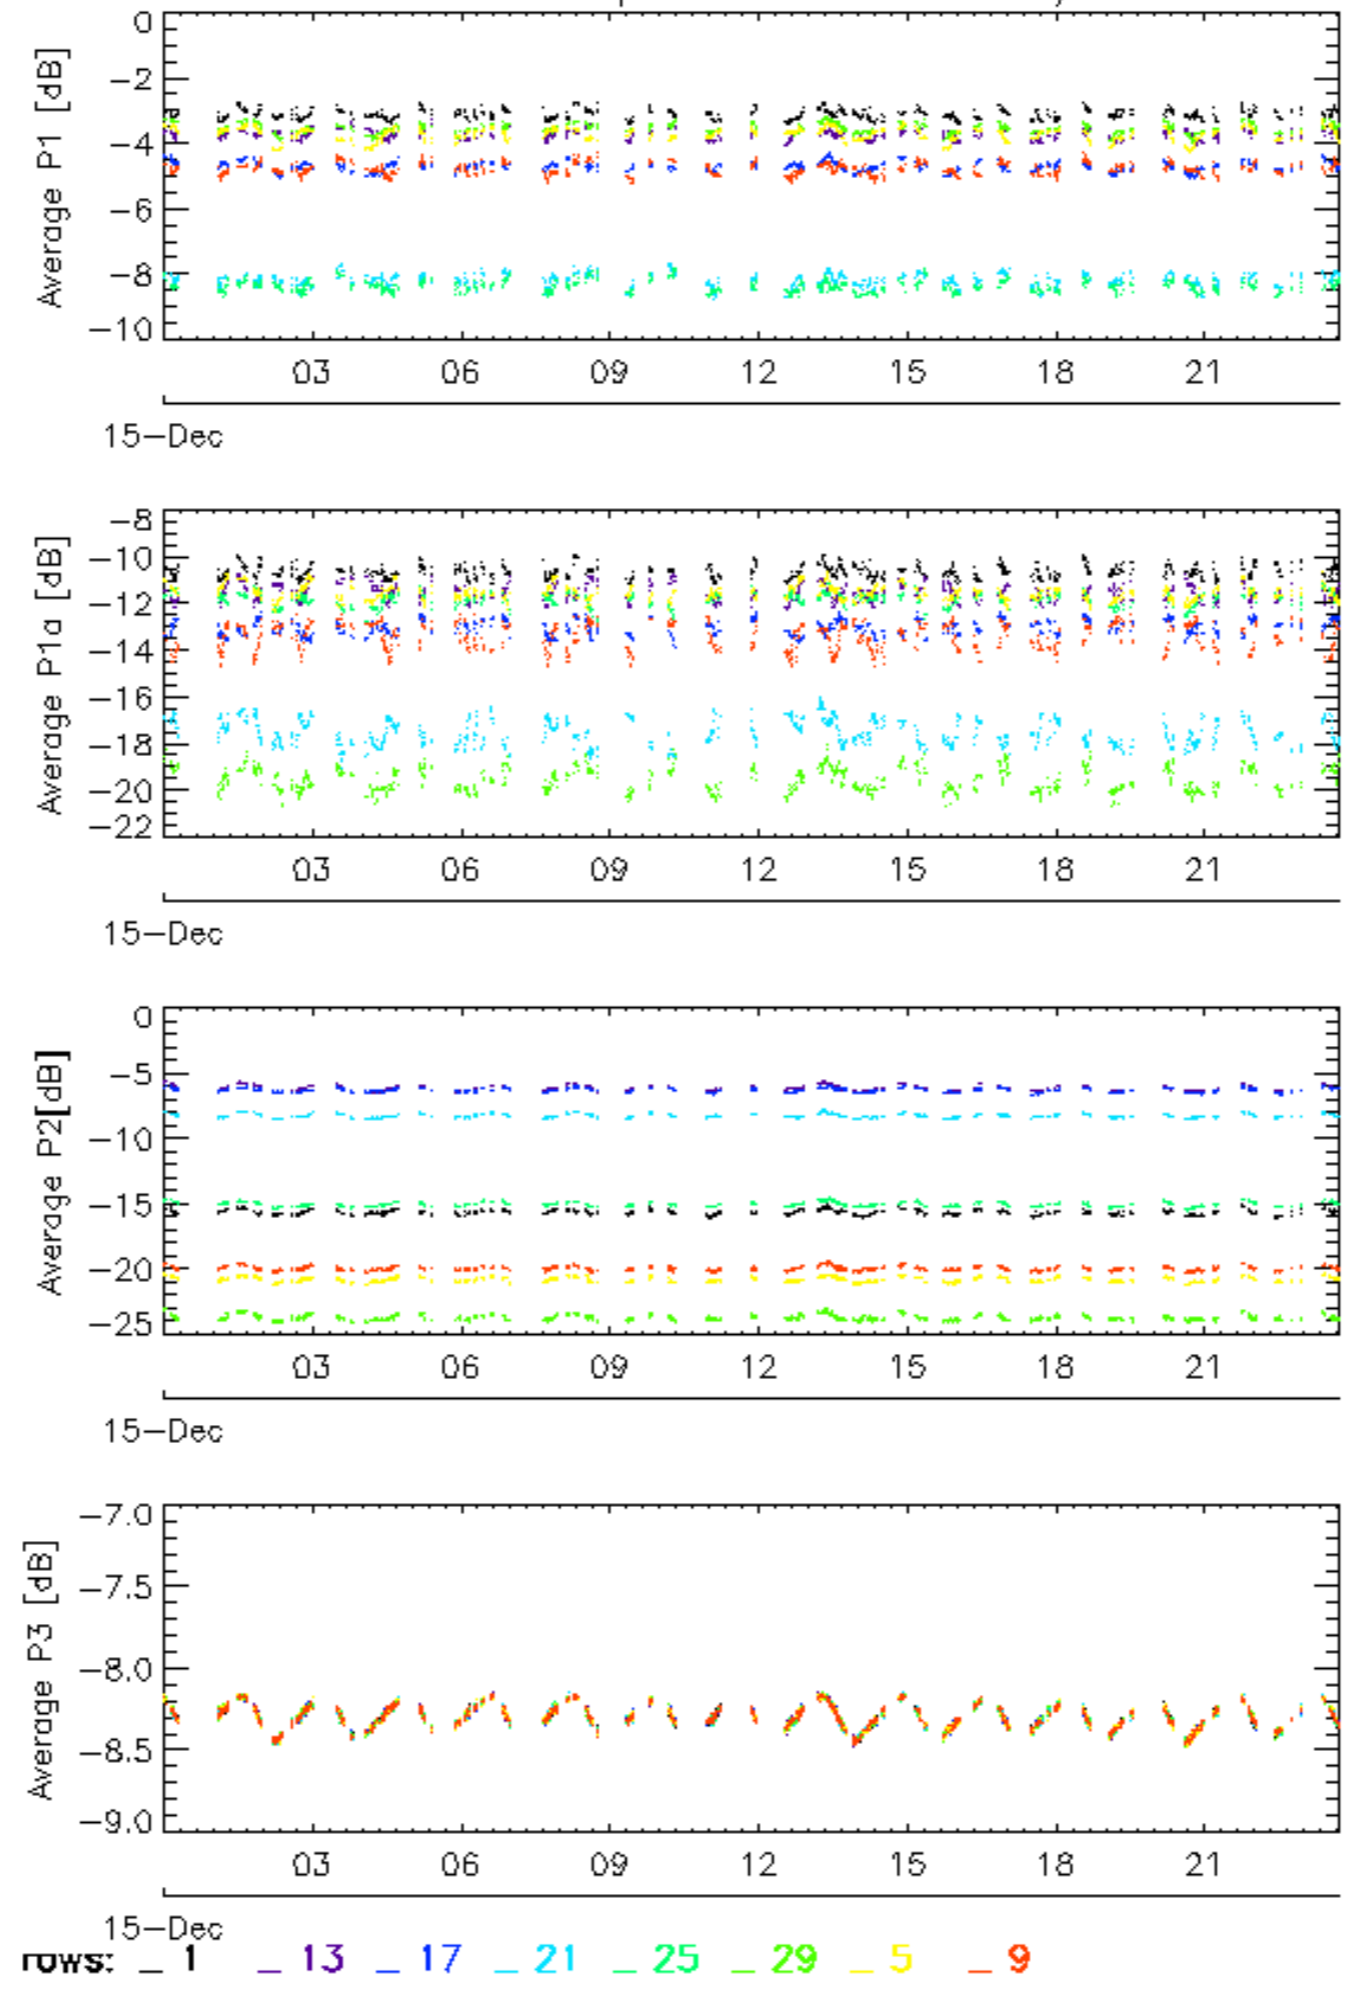 0
−2
−4
−6
−8
−10
Average P1 [dB]
03 06 09 12 15 18 21
15−Dec
−8
−10
−12
−14
−16
−18
−20
−22
Average P1a [dB]
03 06 09 12 15 18 21
15−Dec
0
−5
−10
−15
−20
−25
Average P2[dB]
03 06 09 12 15 18 21
15−Dec
−7.0
−7.5
−8.0
−8.5
−9.0
Average P3 [dB]
03 06 09 12 15 18 21
15−Dec
rows: _ 1 _ 13 _ 17 _ 21 _ 25 _ 29 _ 5 _ 9